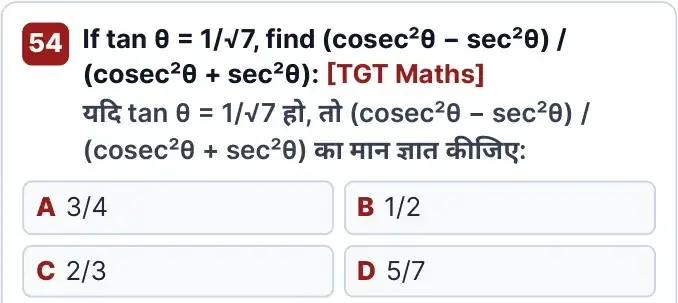 54 If tan θ = 1/√7, find (cosec²θ − sec²θ) /
(cosec²θ + sec²θ): [TGT Maths]
यदि tan θ = 1/√7 हो, तो (cosec²θ − sec²θ) /
(cosec²θ + sec²θ) का मान ज्ञात कीजिए:
A 3/4
B 1/2
C 2/3
D 5/7